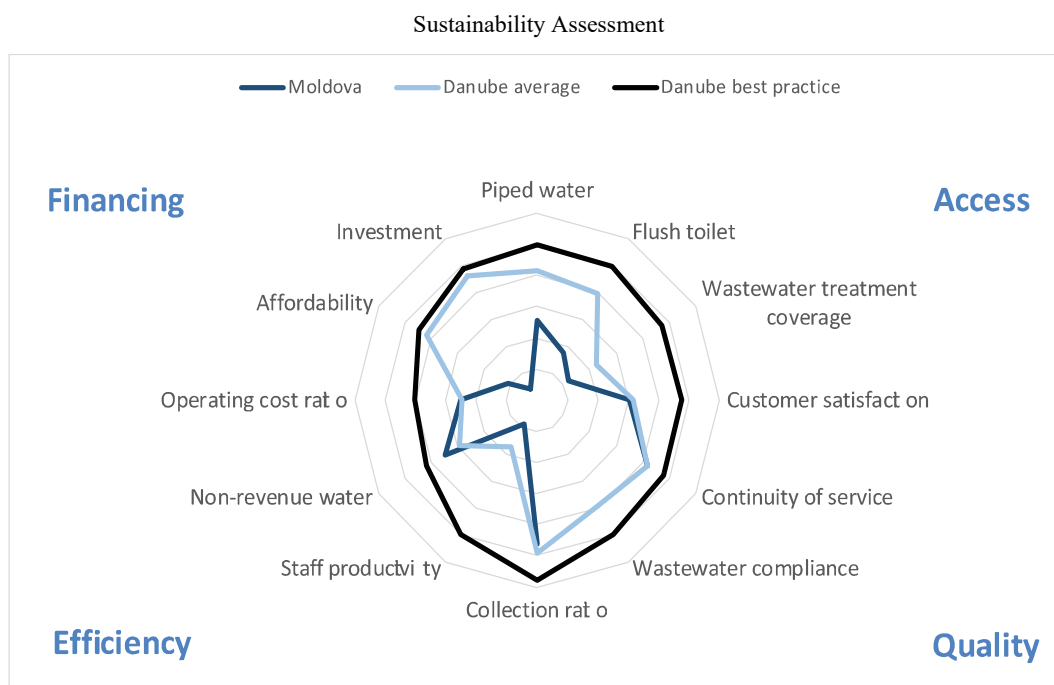 Sustainability Assessment
Moldova Danube average Danube best practice
Financing
Access
Piped water
Investment
Flush toilet
Affordability
Wastewater treatment
coverage
Operating cost rat o
Customer satisfact on
Non-revenue water
Continuity of service
Staff productvi ty
Wastewater compliance
Collection rat o
Efficiency
Quality